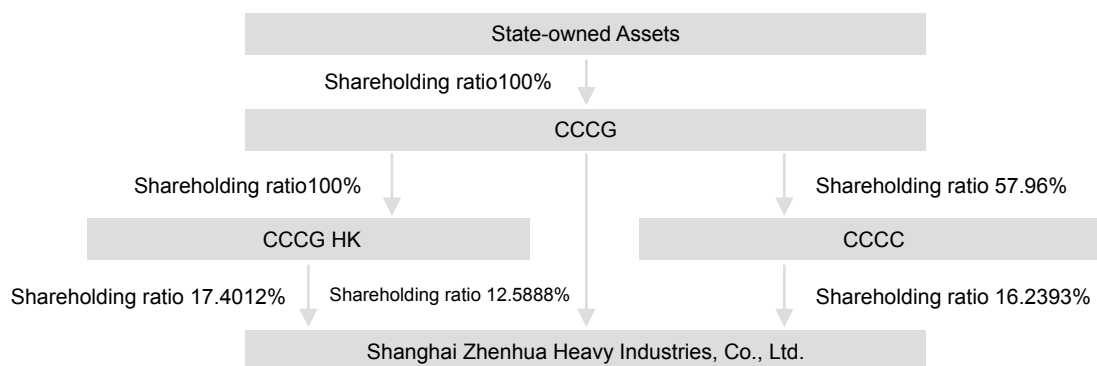 State-owned Assets
Shareholding ratio100%
CCCG
Shareholding ratio100%
Shareholding ratio 57.96%
CCCG HK
CCCC
Shareholding ratio 17.4012%
Shareholding ratio 12.5888%
Shareholding ratio 16.2393%
Shanghai Zhenhua Heavy Industries, Co., Ltd.